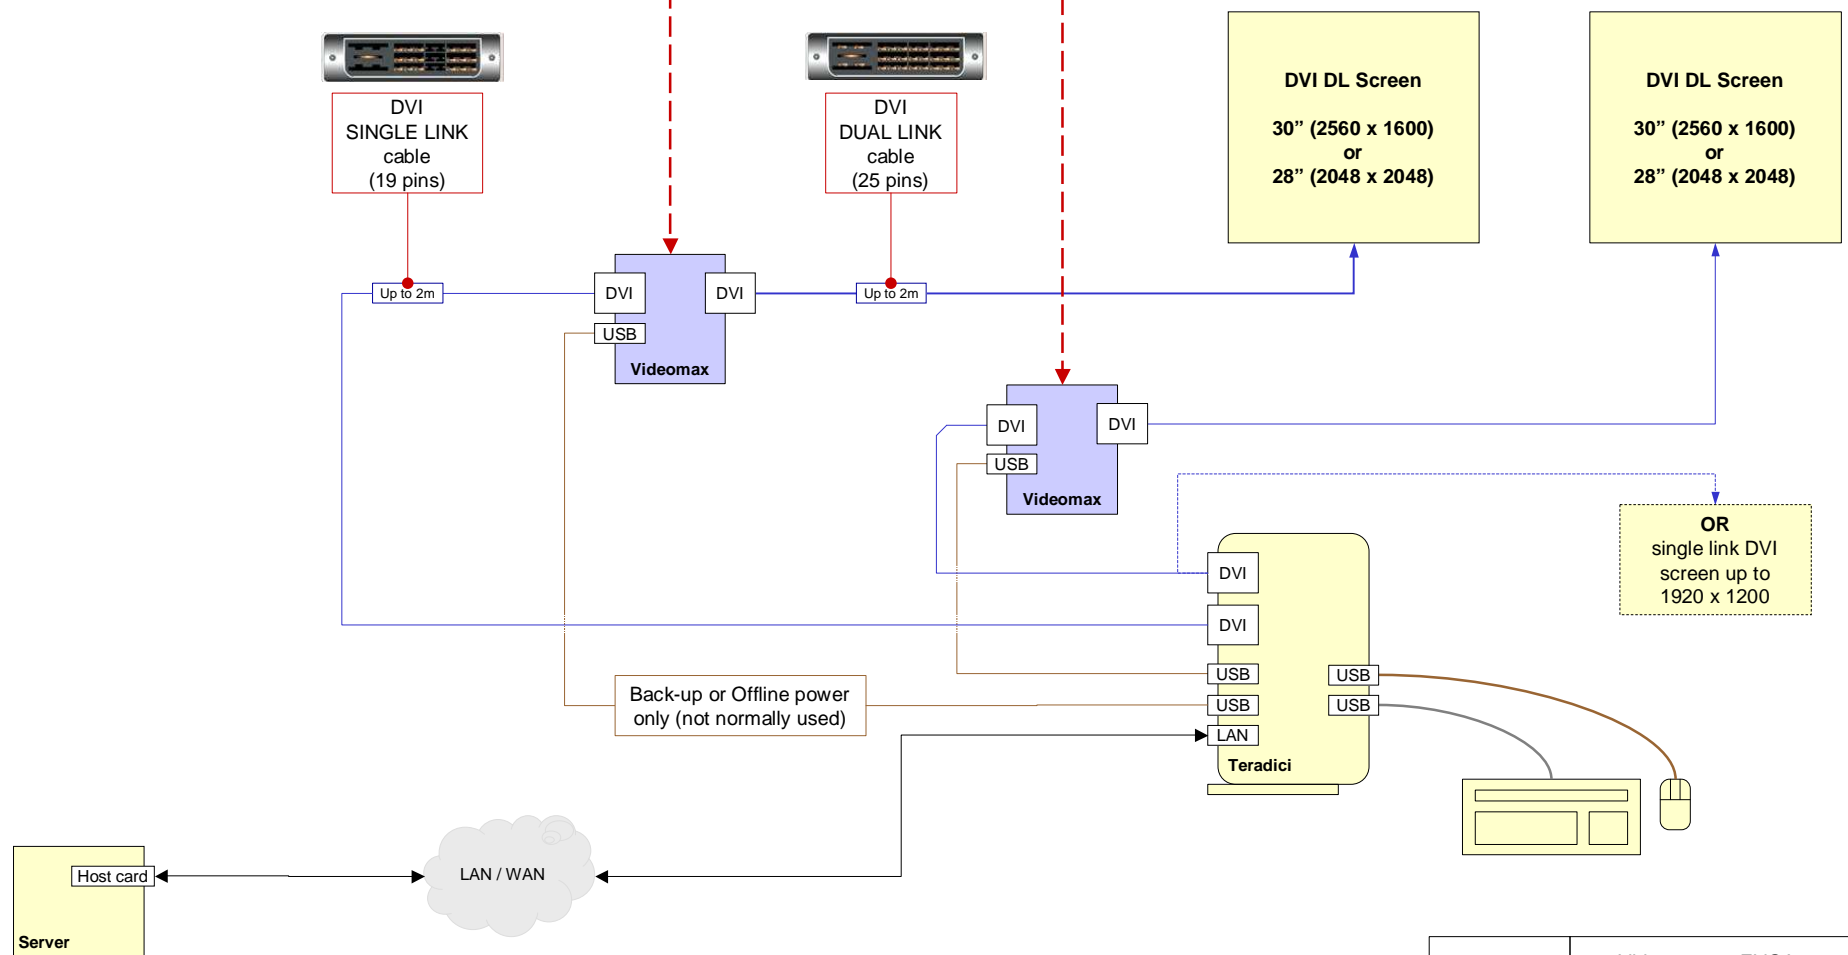 DVI
SINGLE LINK
cable
(19 pins)
DVI
DUAL LINK
cable
(25 pins)
DVI DL Screen
30” (2560 x 1600)
or
28” (2048 x 2048)
DVI DL Screen
30” (2560 x 1600)
or
28” (2048 x 2048)
Up to 2m
DVI
DVI
USB
Videomax
Up to 2m
DVI
DVI
USB
Videomax
OR
single link DVI
screen up to
1920 x 1200
DVI
DVI
USB
USB
LAN
USB
USB
Teradici
Back-up or Offline power
only (not normally used)
LAN / WAN
Host card
Server